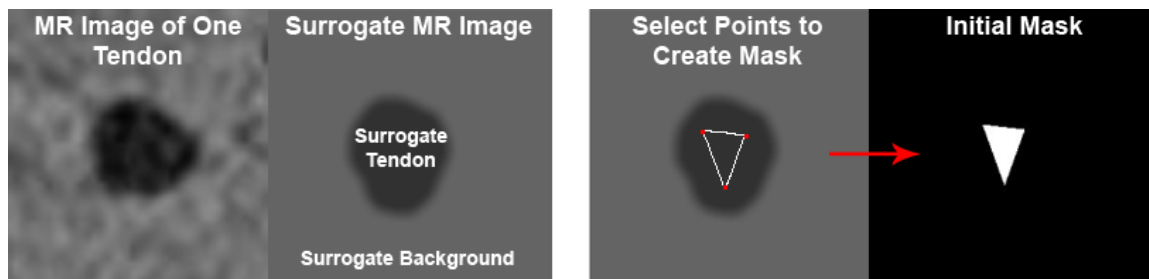 MR Image of One
Tendon
Surrogate MR Image
Surrogate
Tendon
Surrogate Background
Select Points to
Create Mask
Initial Mask